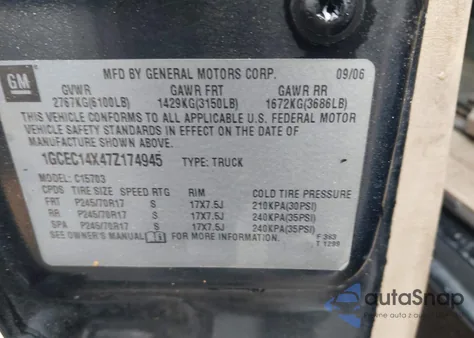 GM
MFD BY GENERAL MOTORS CORP. 09/06
GVWR GAWR FRT GAWR RR
2767KG(6100LB) 1429KG(3150LB) 1672KG(3686LB)
THIS VEHICLE CONFORMS TO ALL APPLICABLE U.S. FEDERAL MOTOR
VEHICLE SAFETY STANDARDS IN EFFECT ON THE DATE OF
MANUFACTURE SHOWN ABOVE.
1GCEC14X47Z174945 TYPE: TRUCK
MODEL: C15703
CPDS TIRE SIZE SPEED RTG RIM COLD TIRE PRESSURE
FRT P245/70R17 S 17X7.5J 210KPA(30PSI)
RR P245/70R17 S 17X7.5J 240KPA(35PSI)
SPA P245/70R17 S 17X7.5J 240KPA(35PSI)
SEE OWNER'S MANUAL FOR MORE INFORMATION.
autaSnap
Pewne auto z